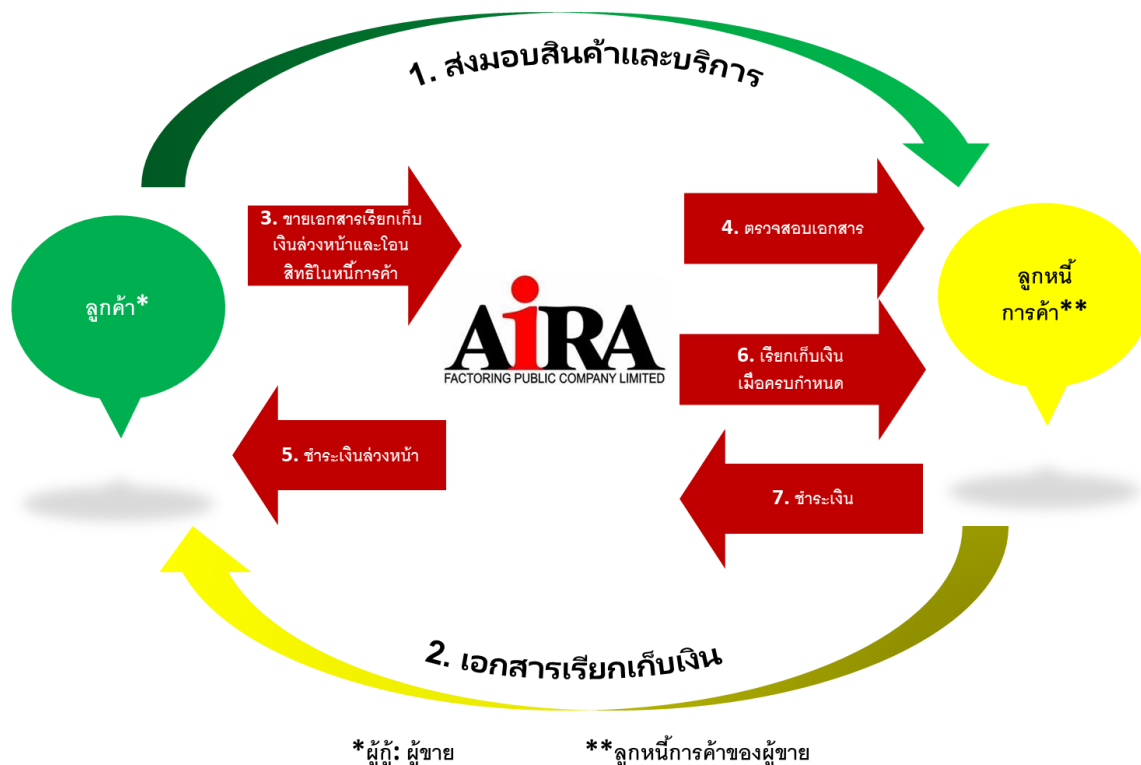 1. ส่งมอบสินค้าและบริการ
3. ขายเอกสารเรียกเก็บ
เงินล่วงหน้าและโอน
สิทธิในหนี้การค้า
4. ตรวจสอบเอกสาร
ลูกค้า*
ลูกหนี้
การค้า**
AiRA
FACTORING PUBLIC COMPANY LIMITED
6. เรียกเก็บเงิน
เมื่อครบกำหนด
5. ชำระเงินล่วงหน้า
7. ชำระเงิน
2. เอกสารเรียกเก็บเงิน
*ผู้กู้: ผู้ขาย
**ลูกหนี้การค้าของผู้ขาย